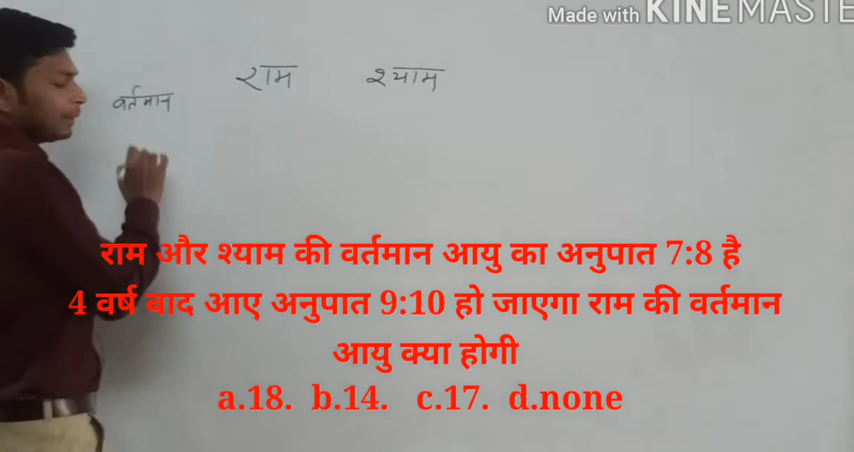 Made with KINEMASTE
राम श्याम
वर्तमान
राम और श्याम की वर्तमान आयु का अनुपात 7:8 है
4 वर्ष बाद आए अनुपात 9:10 हो जाएगा राम की वर्तमान
आयु क्या होगी
a.18. b.14. c.17. d.none